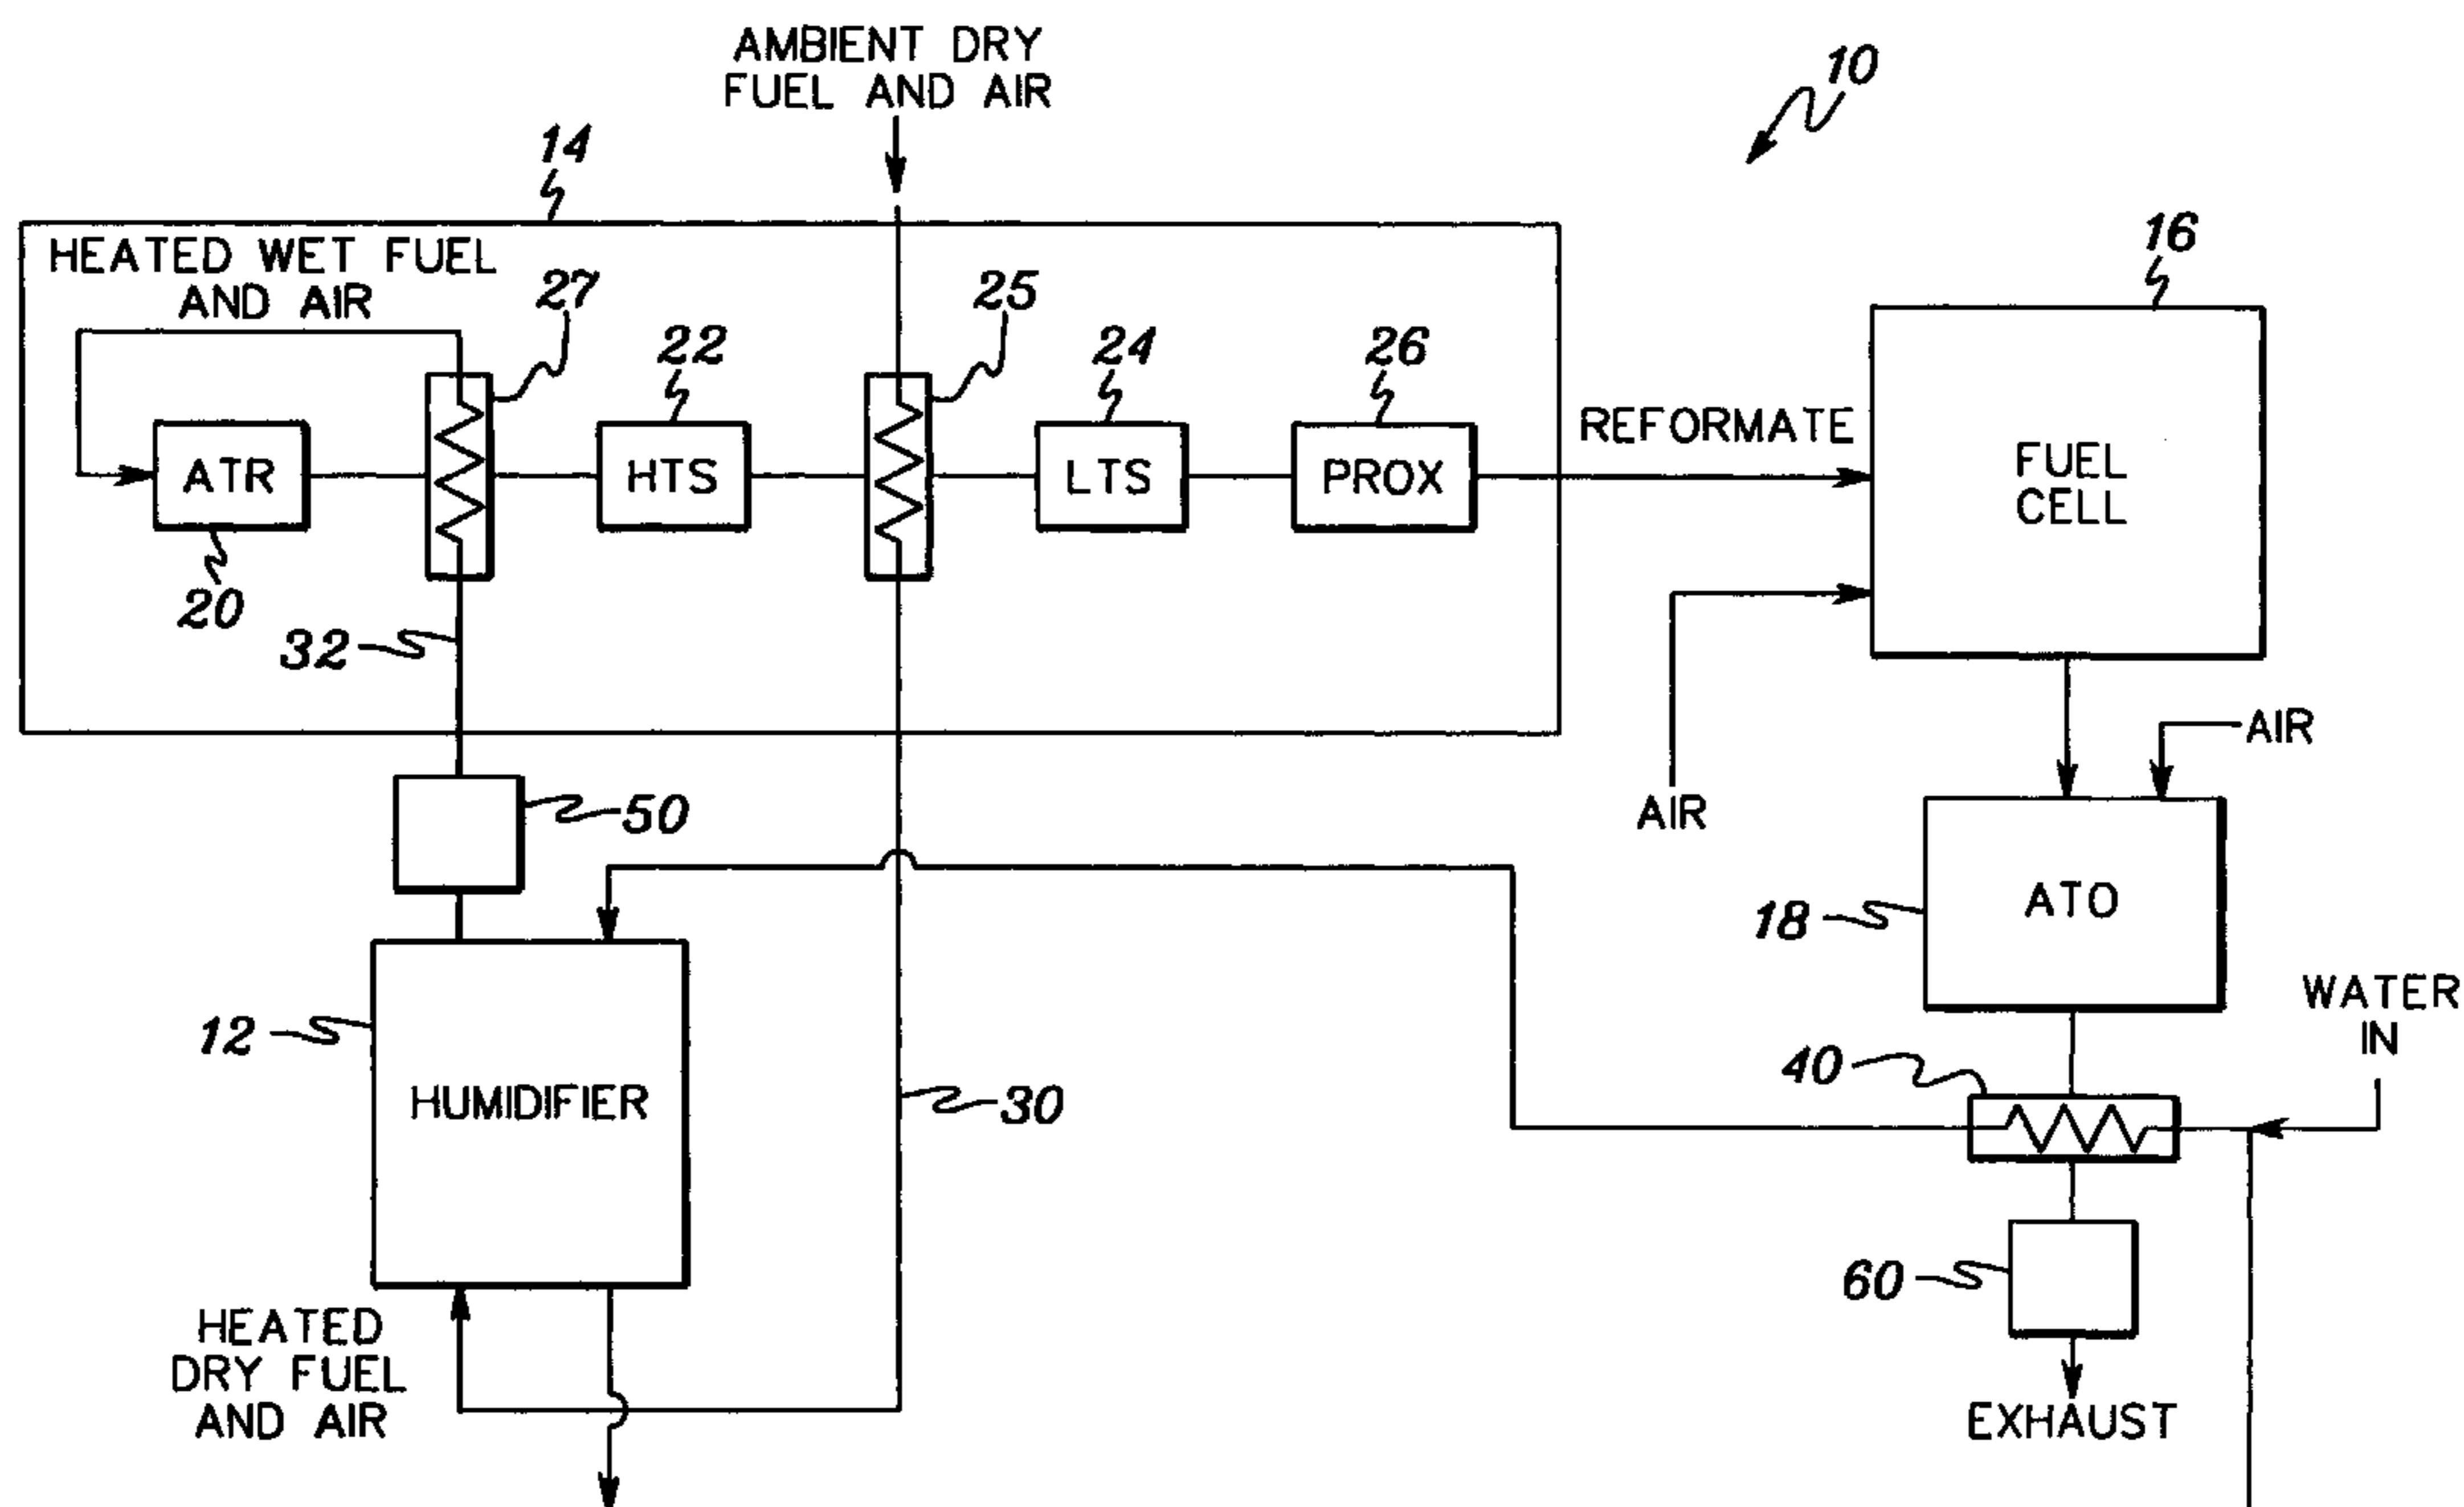 AMBIENT DRY
FUEL AND AIR
10
14
HEATED WET FUEL
AND AIR
27
25
16
22
24
26
ATR
HTS
LTS
PROX
REFORMATE
FUEL
CELL
20
32
AIR
AIR
50
ATO
18
WATER
IN
12
HUMIDIFIER
30
40
60
HEATED
DRY FUEL
AND AIR
EXHAUST